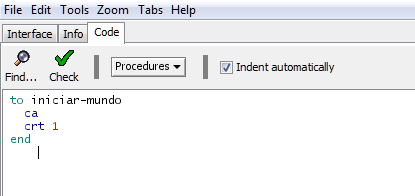 File Edit Tools Zoom Tabs Help
Interface Info Code
Find... Check Procedures Indent automatically
to iniciar-mundo
ca
crt 1
end